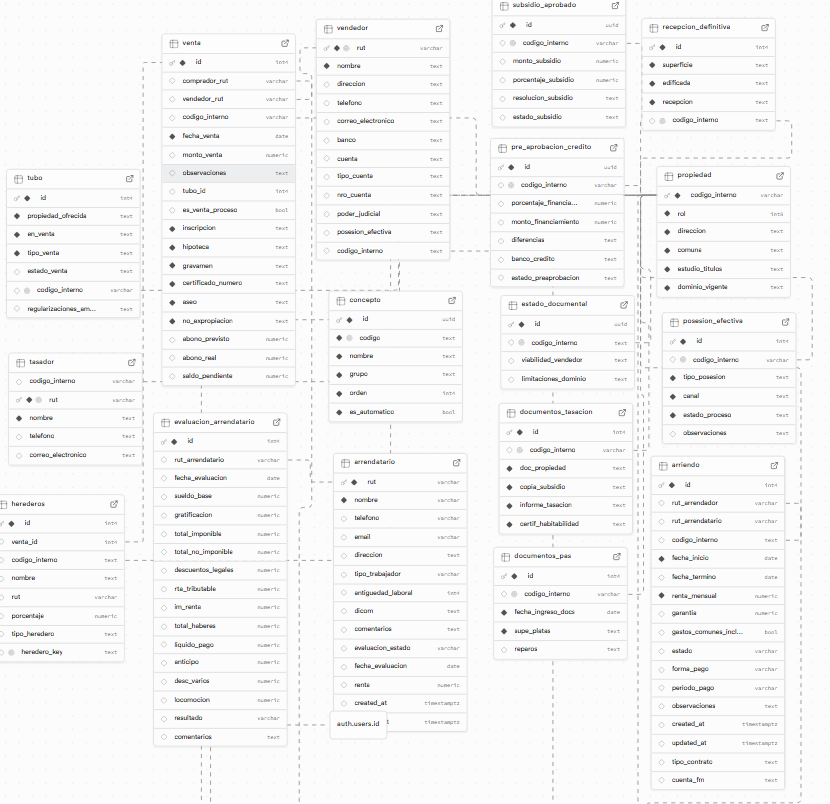 venta
id int4
comprador_rut varchar
vendedor_rut varchar
codigo_interno varchar
fecha_venta date
monto_venta numeric
observaciones text
tubo_id int4
es_venta_proceso bool
inscripcion text
hipoteca text
gravamen text
certificado_numero text
aseo text
no_expropiacion text
abono_previsto numeric
abono_real numeric
saldo_pendiente numeric
vendedor
rut varchar
nombre text
direccion text
telefono text
correo_electronico text
banco text
cuenta text
tipo_cuenta text
nro_cuenta text
poder_judicial text
posesion_efectiva text
codigo_interno text
subsidio_aprobado
id uuid
codigo_interno varchar
monto_subsidio numeric
porcentaje_subsidio numeric
resolucion_subsidio text
estado_subsidio text
recepcion_definitiva
id int4
superficie text
edificada text
recepcion text
codigo_interno text
tubo
id int4
propiedad_ofrecida text
en_venta text
tipo_venta text
estado_venta text
codigo_interno varchar
regularizaciones_em... text
pre_aprobacion_credito
id uuid
codigo_interno varchar
porcentaje_financia... numeric
monto_financiamiento numeric
diferencias text
banco_credito text
estado_preaprobacion text
propiedad
codigo_interno varchar
rol int4
direccion text
comuna text
estudio_titulos text
dominio_vigente text
concepto
id uuid
codigo text
nombre text
grupo text
orden int4
es_automatico bool
estado_documental
id uuid
codigo_interno text
viabilidad_vendedor text
limitaciones_dominio text
posesion_efectiva
id int4
codigo_interno varchar
tipo_posesion text
canal text
estado_proceso text
observaciones text
tasador
codigo_interno varchar
rut varchar
nombre text
telefono text
correo_electronico text
evaluacion_arrendatario
id int4
rut_arrendatario varchar
fecha_evaluacion date
sueldo_base numeric
gratificacion numeric
total_imponible numeric
total_no_imponible numeric
descuentos_legales numeric
rta_tributable numeric
im_renta numeric
total_haberes numeric
liquido_pago numeric
anticipo numeric
desc_varios numeric
locomocion numeric
resultado varchar
comentarios text
documentos_tasacion
id int4
codigo_interno varchar
doc_propiedad text
copia_subsidio text
informe_tasacion text
certif_habitabilidad text
arrendatario
rut varchar
nombre varchar
telefono varchar
email varchar
direccion text
tipo_trabajador varchar
antiguedad_laboral int4
dicom text
comentarios text
evaluacion_estado varchar
fecha_evaluacion date
renta numeric
created_at timestamptz
t timestamptz
auth.users.id
arriendo
id int4
rut_arrendador varchar
rut_arrendatario varchar
codigo_interno text
fecha_inicio date
fecha_termino date
renta_mensual numeric
garantia numeric
gastos_comunes_incl... bool
estado varchar
forma_pago varchar
periodo_pago varchar
observaciones text
created_at timestamptz
updated_at timestamptz
tipo_contrato text
cuenta_fm text
herederos
id int4
venta_id int4
codigo_interno text
nombre text
rut varchar
porcentaje numeric
tipo_heredero text
heredero_key text
documentos_pas
id int4
codigo_interno varchar
fecha_ingreso_docs date
supe_platas text
reparos text